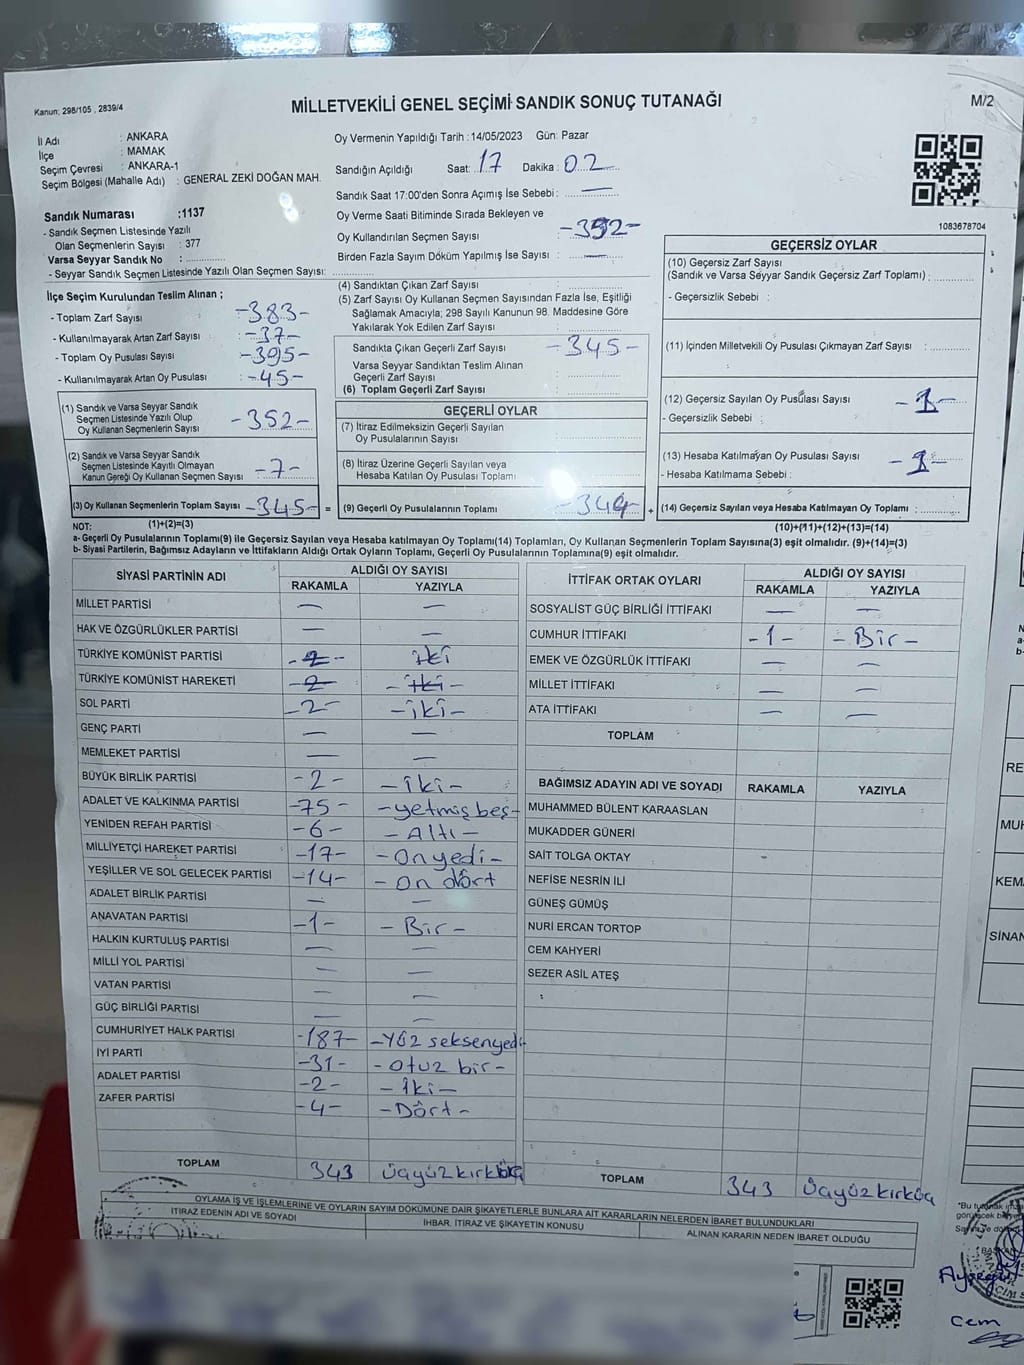 Kanun; 298/105 , 2839/4
MİLLETVEKİLİ GENEL SEÇİMİ SANDIK SONUÇ TUTANAĞI
M/2
İl Adı : ANKARA
İlçe : MAMAK
Seçim Çevresi : ANKARA-1
Seçim Bölgesi (Mahalle Adı) : GENERAL ZEKİ DOĞAN MAH.
Sandık Numarası :1137
- Sandık Seçmen Listesinde Yazılı
Olan Seçmenlerin Sayısı : 377
Varsa Seyyar Sandık No :
- Seyyar Sandık Seçmen Listesinde Yazılı Olan Seçmen Sayısı:
Oy Vermenin Yapıldığı Tarih :14/05/2023 Gün: Pazar
Sandığın Açıldığı Saat: 17 Dakika : 02
Sandık Saat 17:00'den Sonra Açımış İse Sebebi : —
Oy Verme Saati Bitiminde Sırada Bekleyen ve
Oy Kullandırılan Seçmen Sayısı -352-
Birden Fazla Sayım Döküm Yapılmış İse Sayısı : —
1083678704
İlçe Seçim Kurulundan Teslim Alınan ;
- Toplam Zarf Sayısı -383-
- Kullanılmayarak Artan Zarf Sayısı : -37-
- Toplam Oy Pusulası Sayısı -395-
- Kullanılmayarak Artan Oy Pusulası : -45-
(1) Sandık ve Varsa Seyyar Sandık
Seçmen Listesinde Yazılı Olup
Oy Kullanan Seçmenlerin Sayısı -352-
(2) Sandık ve Varsa Seyyar Sandık
Seçmen Listesinde Kayıtlı Olmayan
Kanun Gereği Oy Kullanan Seçmen Sayısı -7-
(3) Oy Kullanan Seçmenlerin Toplam Sayısı -345- =
(1)+(2)=(3)
(4) Sandıktan Çıkan Zarf Sayısı :
(5) Zarf Sayısı Oy Kullanan Seçmen Sayısından Fazla İse, Eşitliği
Sağlamak Amacıyla; 298 Sayılı Kanunun 98. Maddesine Göre
Yakılarak Yok Edilen Zarf Sayısı :
Sandıkta Çıkan Geçerli Zarf Sayısı -345-
Varsa Seyyar Sandıktan Teslim Alınan
Geçerli Zarf Sayısı :
(6) Toplam Geçerli Zarf Sayısı :
GEÇERLİ OYLAR
(7) İtiraz Edilmeksizin Geçerli Sayılan
Oy Pusulalarının Sayısı :
(8) İtiraz Üzerine Geçerli Sayılan veya
Hesaba Katılan Oy Pusulası Toplamı :
(9) Geçerli Oy Pusulalarının Toplamı -344- +
GEÇERSİZ OYLAR
(10) Geçersiz Zarf Sayısı
(Sandık ve Varsa Seyyar Sandık Geçersiz Zarf Toplamı) :
- Geçersizlik Sebebi :
(11) İçinden Milletvekili Oy Pusulası Çıkmayan Zarf Sayısı :
(12) Geçersiz Sayılan Oy Pusulası Sayısı -1-
- Geçersizlik Sebebi :
(13) Hesaba Katılmayan Oy Pusulası Sayısı -1-
- Hesaba Katılmama Sebebi :
(14) Geçersiz Sayılan veya Hesaba Katılmayan Oy Toplamı :
(10)+(11)+(12)+(13)=(14)
NOT:
a- Geçerli Oy Pusulalarının Toplamı(9) ile Geçersiz Sayılan veya Hesaba katılmayan Oy Toplamı(14) Toplamları, Oy Kullanan Seçmenlerin Toplam Sayısına(3) eşit olmalıdır. (9)+(14)=(3)
b- Siyasi Partilerin, Bağımsız Adayların ve İttifakların Aldığı Ortak Oyların Toplamı, Geçerli Oy Pusulalarının Toplamına(9) eşit olmalıdır.
SİYASİ PARTİNİN ADI ALDIĞI OY SAYISI
RAKAMLA YAZIYLA
MİLLET PARTİSİ — —
HAK VE ÖZGÜRLÜKLER PARTİSİ — —
TÜRKİYE KOMÜNİST PARTİSİ -2- iki
TÜRKİYE KOMÜNİST HAREKETİ -2- -iki-
SOL PARTİ -2- -iki-
GENÇ PARTİ — —
MEMLEKET PARTİSİ — —
BÜYÜK BİRLİK PARTİSİ -2- -iki-
ADALET VE KALKINMA PARTİSİ -75- -yetmiş beş-
YENİDEN REFAH PARTİSİ -6- -Altı-
MİLLİYETÇİ HAREKET PARTİSİ -17- -Onyedi-
YEŞİLLER VE SOL GELECEK PARTİSİ -14- -On dört
ADALET BİRLİK PARTİSİ — —
ANAVATAN PARTİSİ -1- -Bir-
HALKIN KURTULUŞ PARTİSİ — —
MİLLİ YOL PARTİSİ — —
VATAN PARTİSİ — —
GÜÇ BİRLİĞİ PARTİSİ — —
CUMHURİYET HALK PARTİSİ -187- -Yüz seksenyedi-
İYİ PARTİ -31- -Otuz bir-
ADALET PARTİSİ -2- -İki-
ZAFER PARTİSİ -4- -Dört-
TOPLAM 343 üçyüzkırküç
İTTİFAK ORTAK OYLARI ALDIĞI OY SAYISI
RAKAMLA YAZIYLA
SOSYALİST GÜÇ BİRLİĞİ İTTİFAKI — —
CUMHUR İTTİFAKI -1- -Bir-
EMEK VE ÖZGÜRLÜK İTTİFAKI — —
MİLLET İTTİFAKI — —
ATA İTTİFAKI — —
TOPLAM
BAĞIMSIZ ADAYIN ADI VE SOYADI RAKAMLA YAZIYLA
MUHAMMED BÜLENT KARAASLAN
MUKADDER GÜNERİ
SAİT TOLGA OKTAY
NEFİSE NESRİN İLİ
GÜNEŞ GÜMÜŞ
NURİ ERCAN TORTOP
CEM KAHYERİ
SEZER ASİL ATEŞ
TOPLAM 343 üçyüzkırküç
OYLAMA İŞ VE İŞLEMLERİNE VE OYLARIN SAYIM DÖKÜMÜNE DAİR ŞİKAYETLERLE BUNLARA AİT KARARLARIN NELERDEN İBARET BULUNDUKLARI
İTİRAZ EDENİN ADI VE SOYADI
İHBAR, İTİRAZ VE ŞİKAYETİN KONUSU
ALINAN KARARIN NEDEN İBARET OLDUĞU
RE
MUH
KEMA
SİNAN
"Bu
Cem